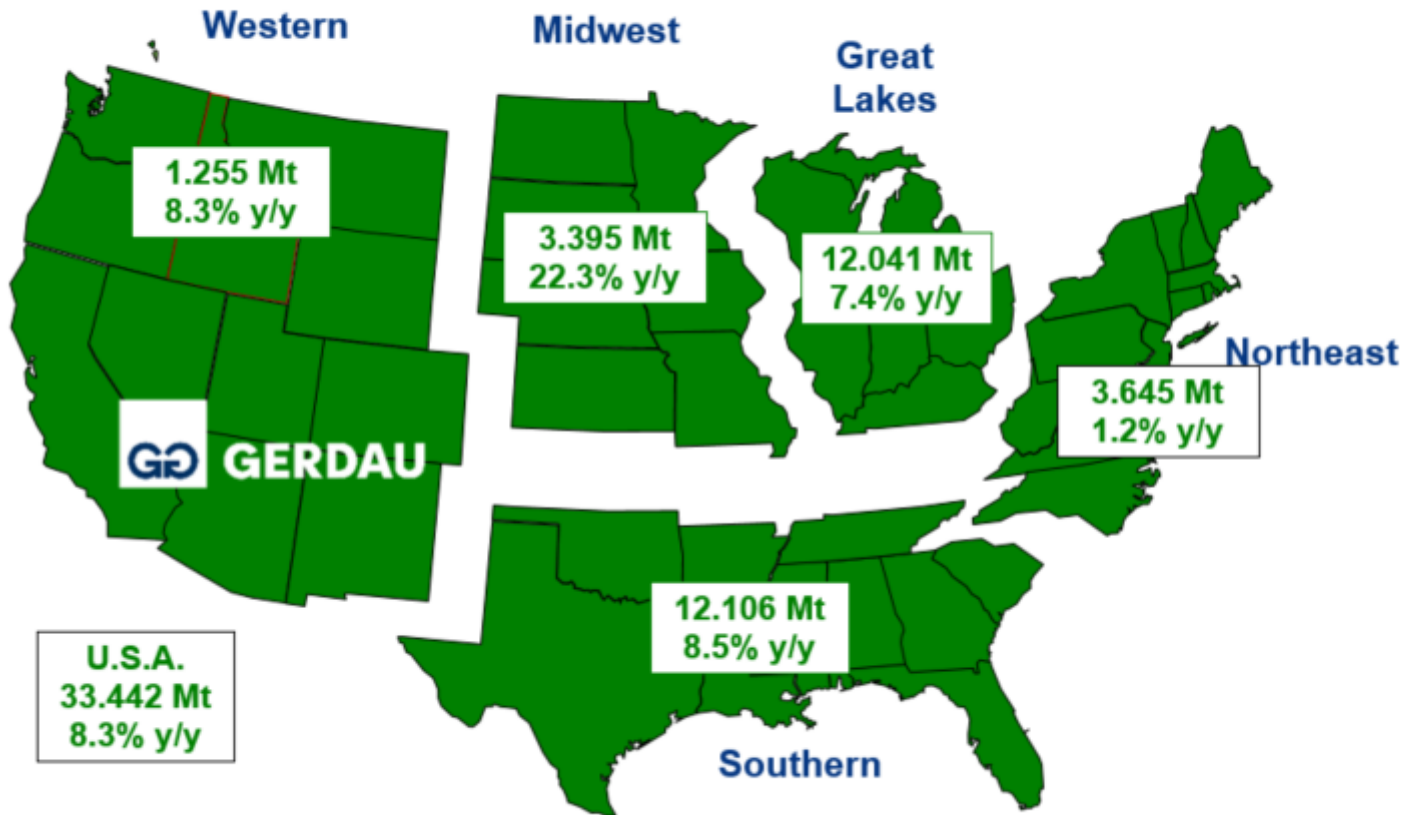 Western
Midwest
Great
Lakes
1.255 Mt
8.3% y/y
3.395 Mt
22.3% y/y
12.041 Mt
7.4% y/y
Northeast
3.645 Mt
1.2% y/y
GERDAU
12.106 Mt
8.5% y/y
U.S.A.
33.442 Mt
8.3% y/y
Southern